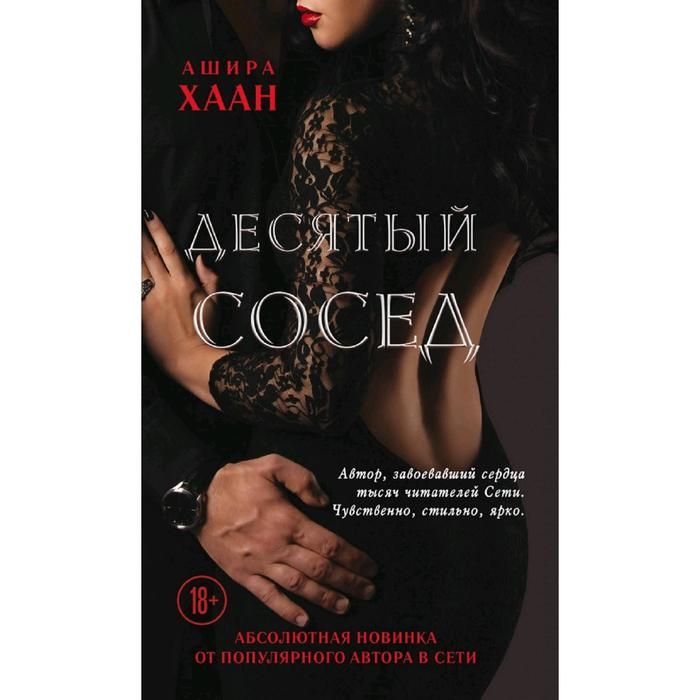 АШИРА
ХААН
ДЕСЯТЫЙ
СОСЕД
Автор, завоевавший сердца
тысяч читателей Сети.
Чувственно, стильно, ярко.
18+
АБСОЛЮТНАЯ НОВИНКА
ОТ ПОПУЛЯРНОГО АВТОРА В СЕТИ